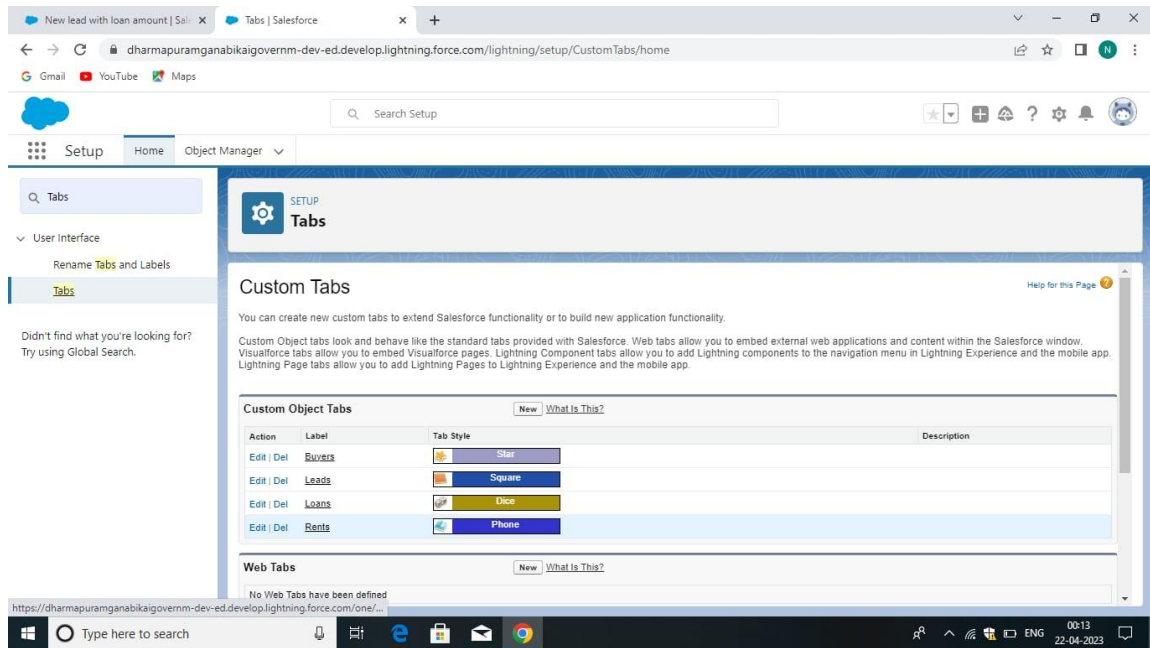 New lead with loan amount | Sal
Tabs | Salesforce
dharmapuramganabikaigovernm-dev-ed.develop.lightning.force.com/lightning/setup/CustomTabs/home
N
Gmail YouTube Maps
Search Setup
Setup Home Object Manager
Tabs
User Interface
Rename Tabs and Labels
Tabs
Didn't find what you're looking for?
Try using Global Search.
SETUP
Tabs
Custom Tabs
Help for this Page
You can create new custom tabs to extend Salesforce functionality or to build new application functionality.
Custom Object tabs look and behave like the standard tabs provided with Salesforce. Web tabs allow you to embed external web applications and content within the Salesforce window.
Visualforce tabs allow you to embed Visualforce pages. Lightning Component tabs allow you to add Lightning components to the navigation menu in Lightning Experience and the mobile app.
Lightning Page tabs allow you to add Lightning Pages to Lightning Experience and the mobile app.
Custom Object Tabs New What Is This?
Action Label Tab Style Description
Edit | Del Buyers Star
Edit | Del Leads Square
Edit | Del Loans Dice
Edit | Del Rents Phone
Web Tabs New What Is This?
No Web Tabs have been defined
https://dharmapuramganabikaigovernm-dev-ed.develop.lightning.force.com/one/...
Type here to search
ENG
00:13
22-04-2023